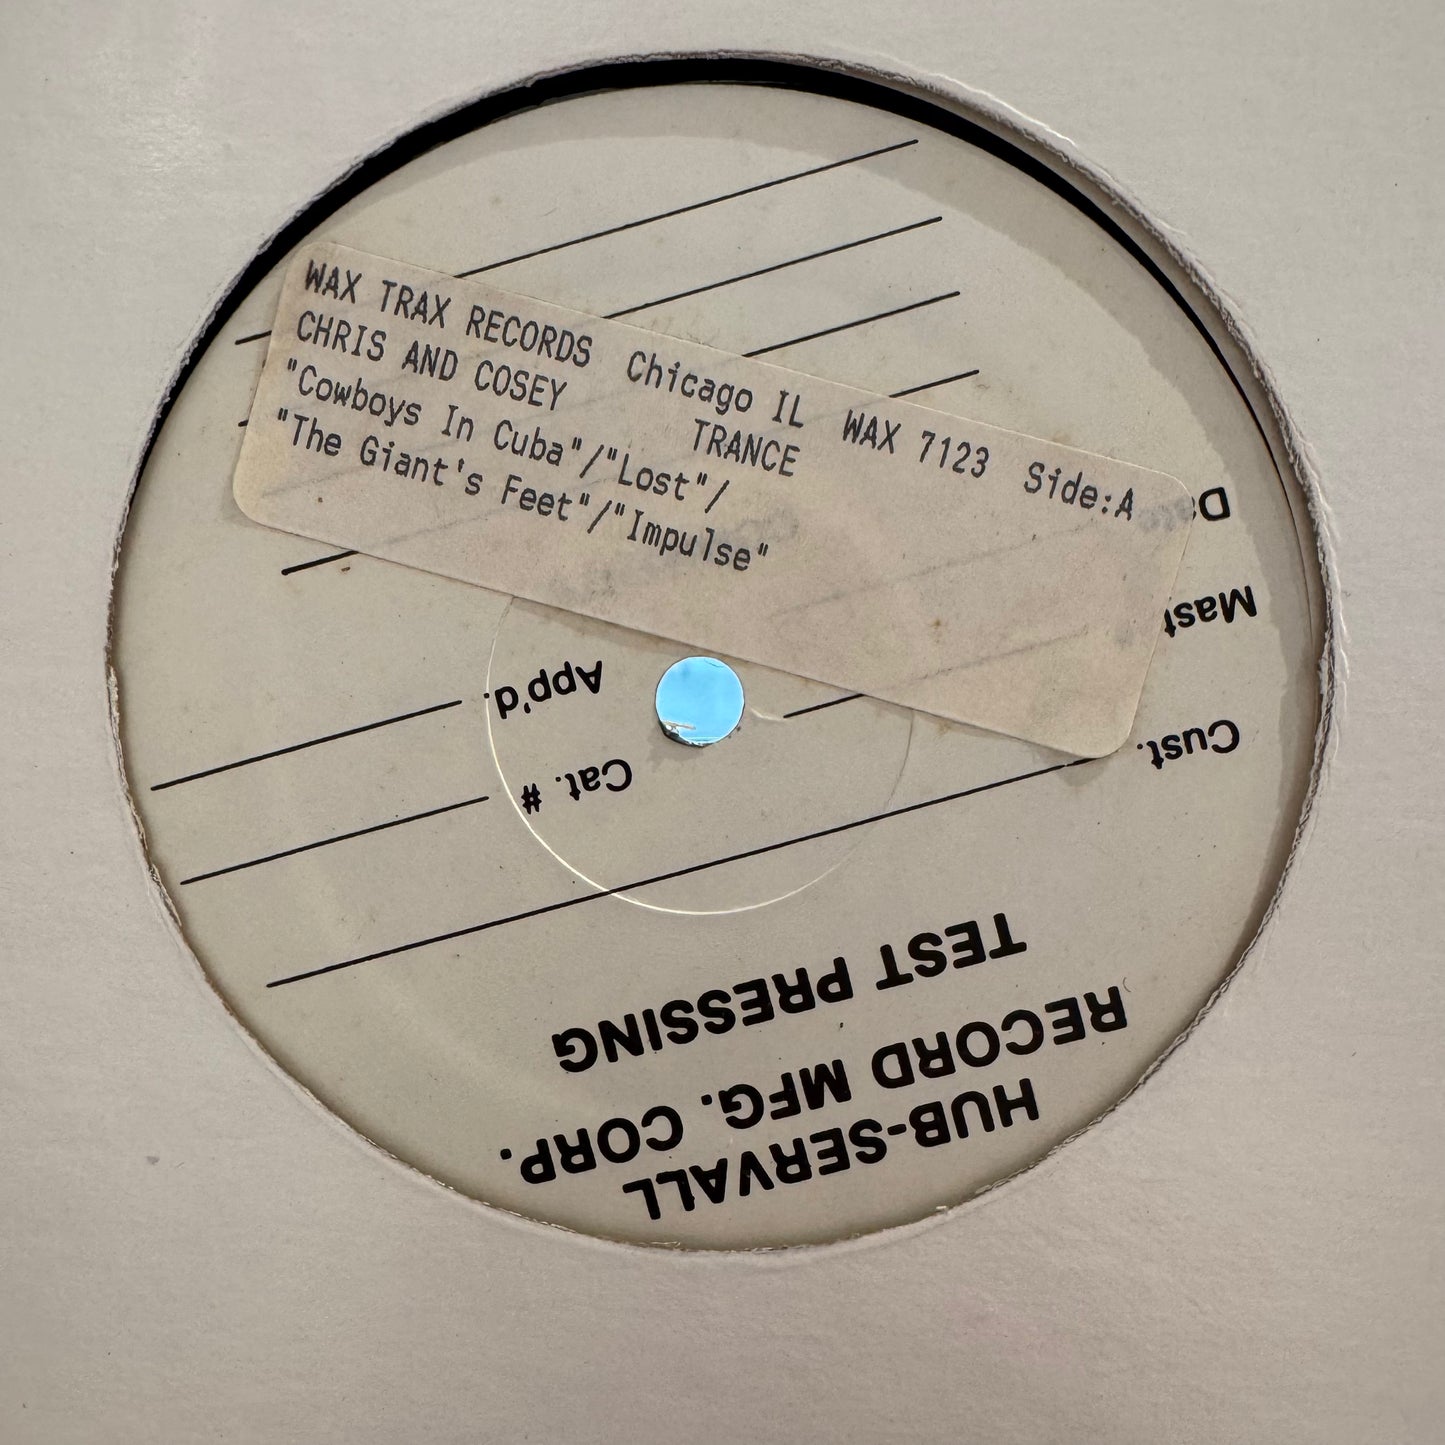 WAX TRAX RECORDS Chicago IL WAX 7123 Side:A
CHRIS AND COSEY TRANCE
"Cowboys In Cuba"/"Lost"/
"The Giant's Feet"/"Impulse"
HUB-SERVALL
RECORD MFG. CORP.
TEST PRESSING
Cust.
Cat. #
Mast
App'd.